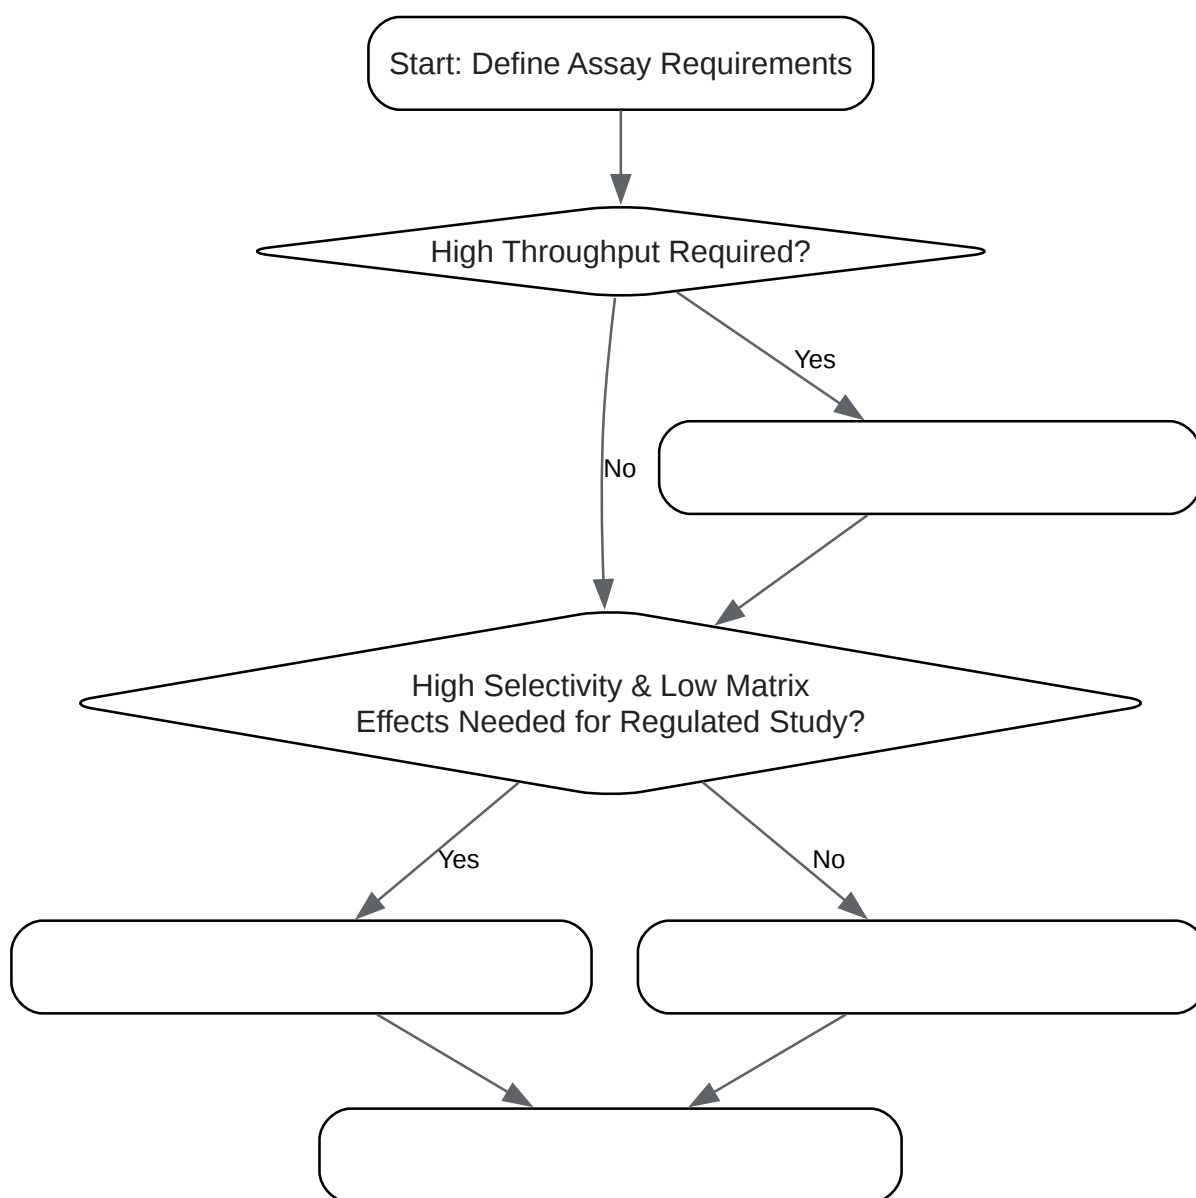 Start: Define Assay Requirements
High Throughput Required?
Yes
No
High Selectivity & Low Matrix
Effects Needed for Regulated Study?
Yes
No